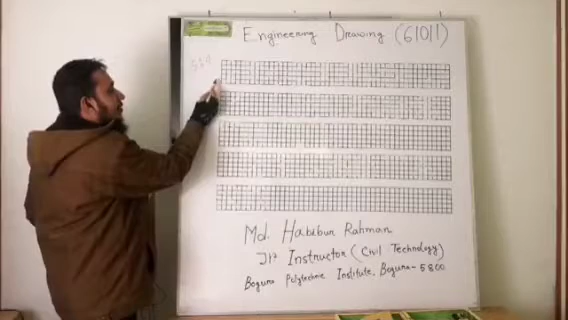 Engineering Drawing (61011)
Md. Habibur Rahman
Jr Instructor (Civil Technology)
Bogura Polytechnic Institute, Bogura-5800